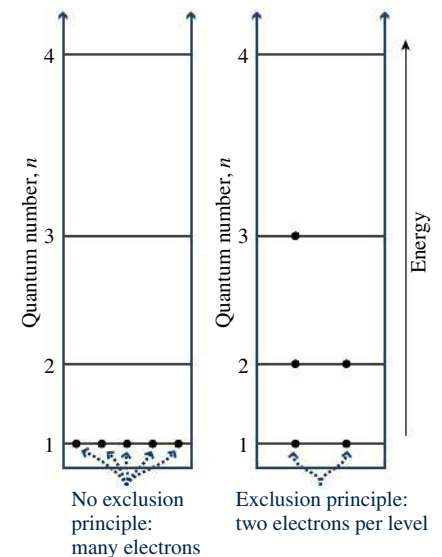 4
3
2
1
Quantum number, n
No exclusion
principle:
many electrons
4
3
2
1
Quantum number, n
Energy
Exclusion principle:
two electrons per level